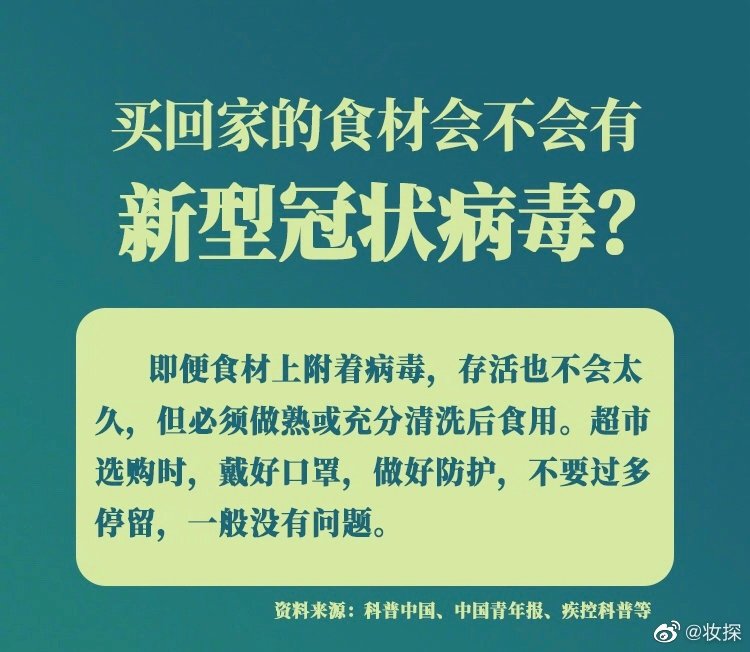 买回家的食材会不会有
新型冠状病毒？
即便食材上附着病毒，存活也不会太
久，但必须做熟或充分清洗后食用。超市
选购时，戴好口罩，做好防护，不要过多
停留，一般没有问题。
资料来源：科普中国、中国青年报、疾控科普等
@妆探